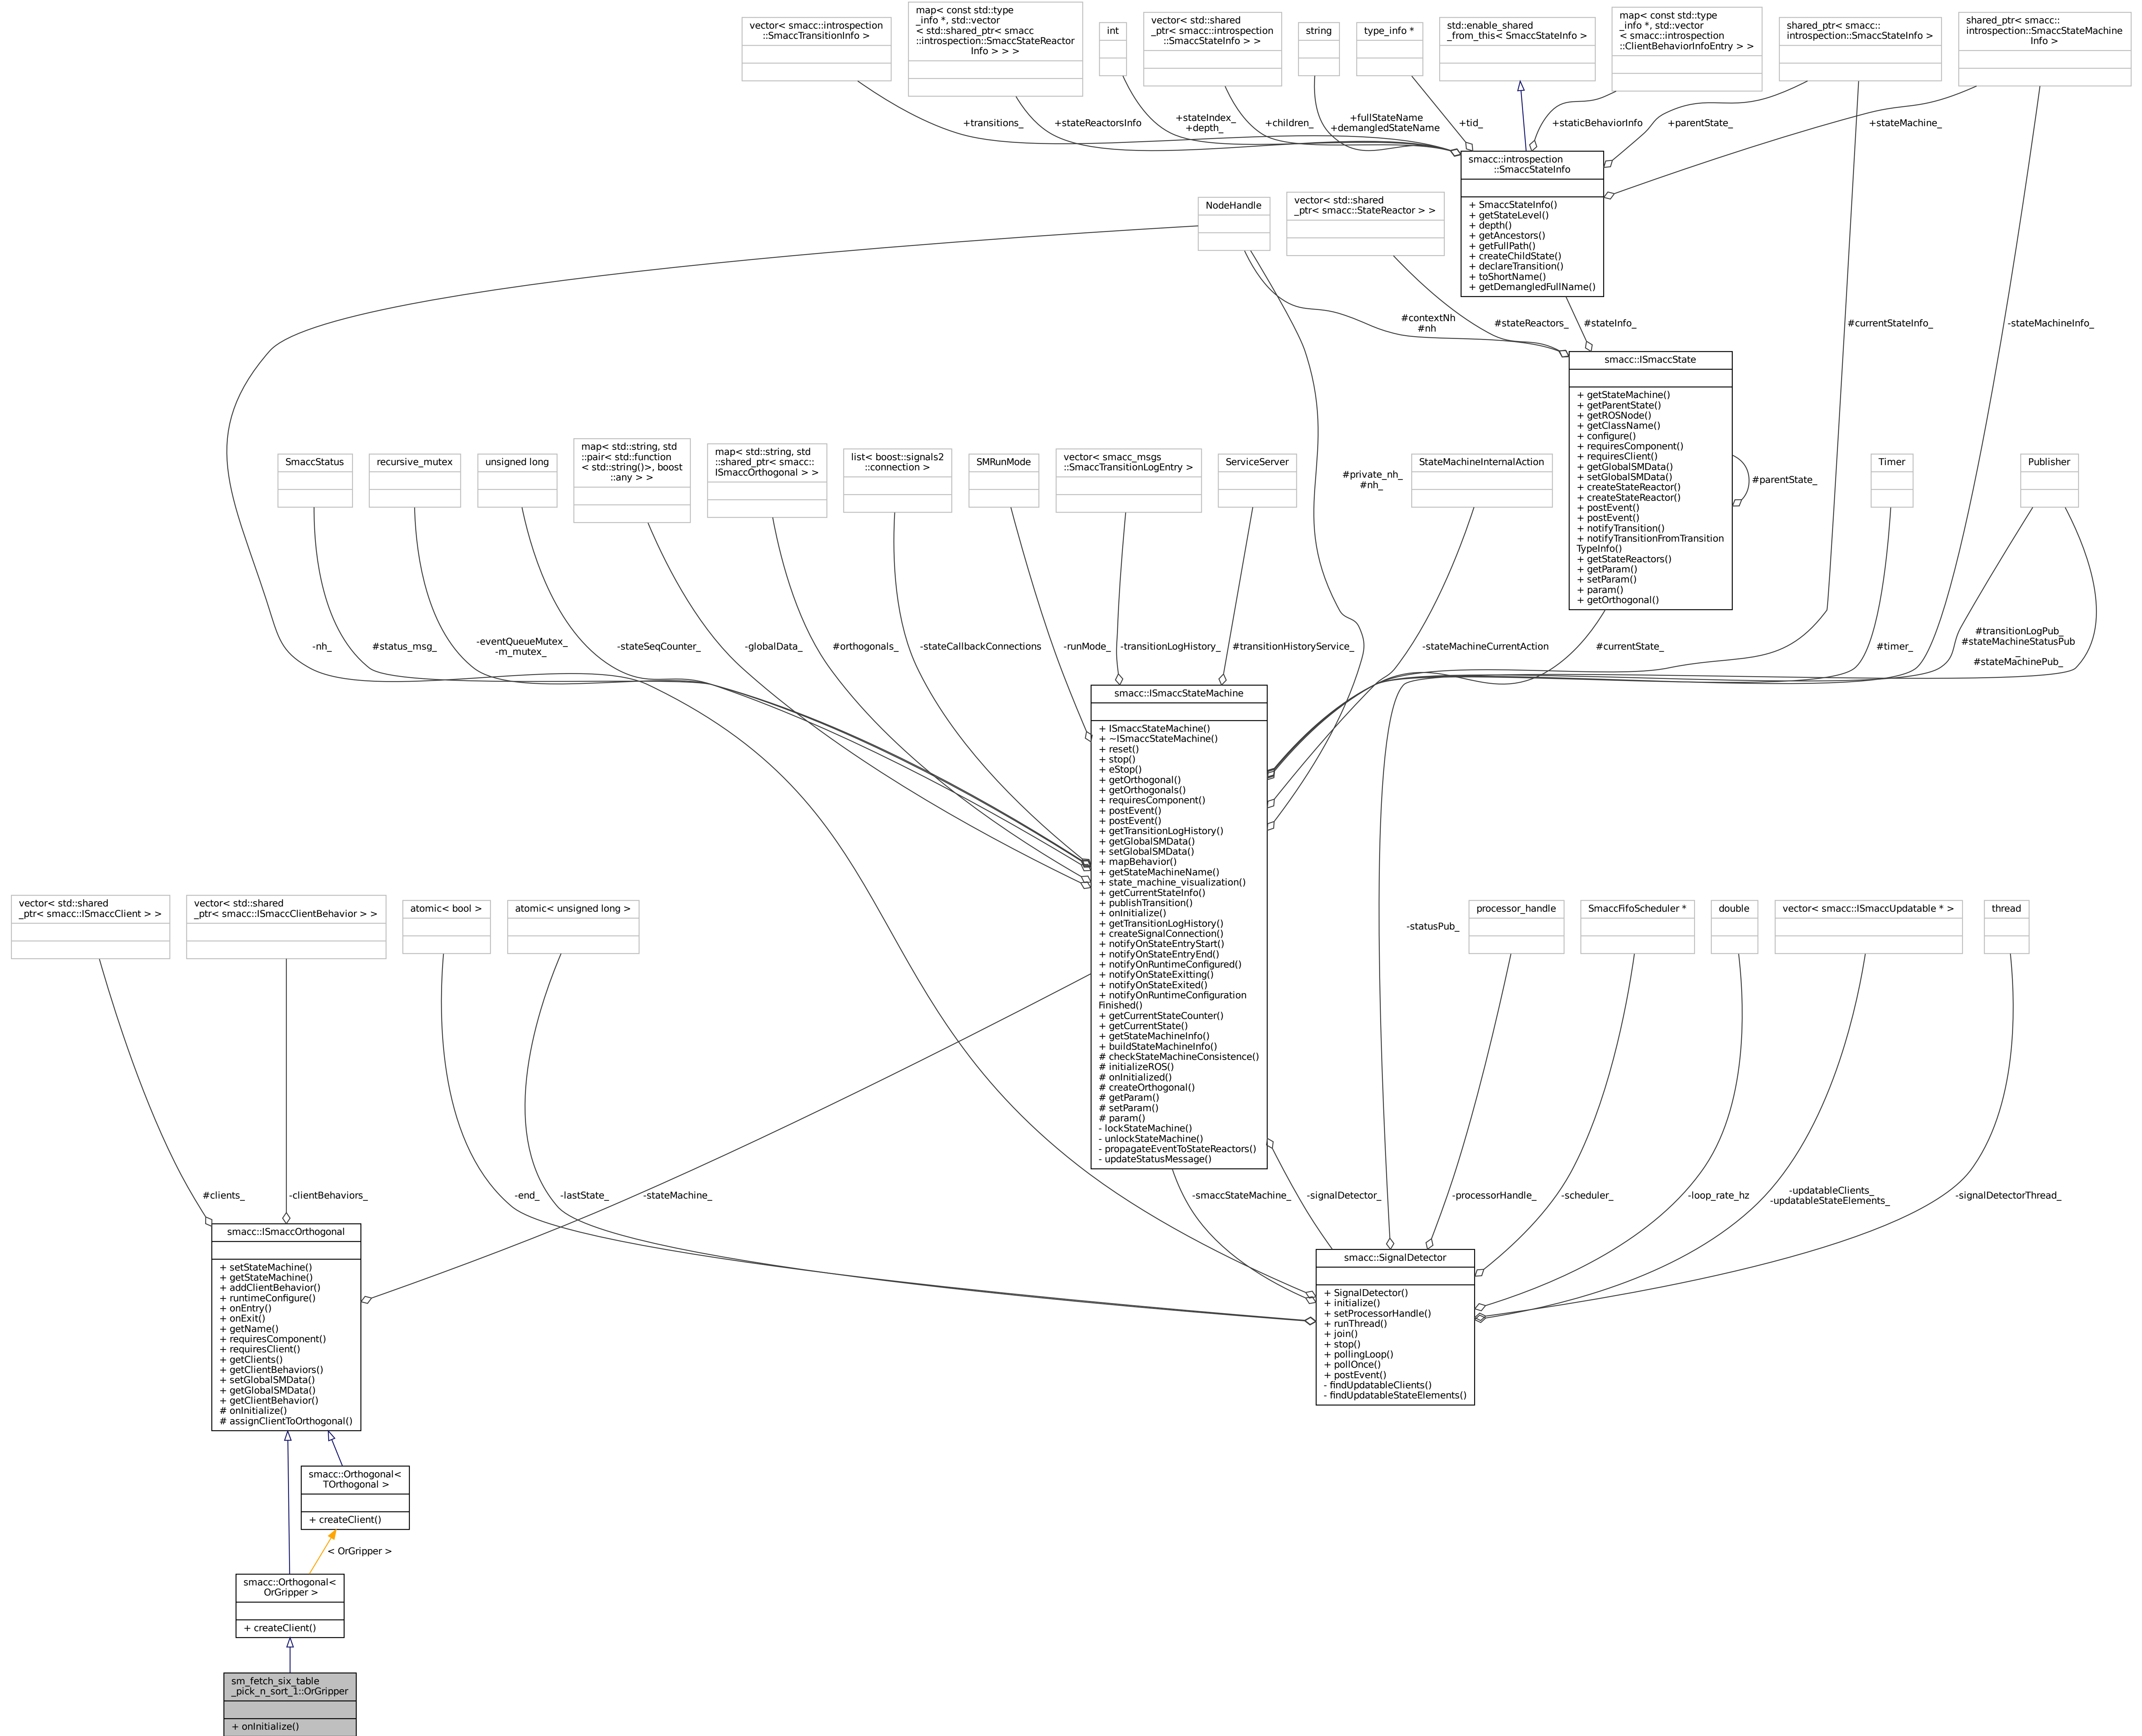 vector< smacc::introspection
::SmaccTransitionInfo >
map< const std::type
_info *, std::vector
< std::shared_ptr< smacc
::introspection::SmaccStateReactor
Info > > >
int
vector< std::shared
_ptr< smacc::introspection
::SmaccStateInfo > >
string
type_info *
std::enable_shared
_from_this< SmaccStateInfo >
map< const std::type
_info *, std::vector
< smacc::introspection
::ClientBehaviorInfoEntry > >
shared_ptr< smacc::
introspection::SmaccStateInfo >
shared_ptr< smacc::
introspection::SmaccStateMachine
Info >
+transitions_
+stateReactorsInfo
+stateIndex_
+depth_
+children_
+fullStateName
+demangledStateName
+tid_
+staticBehaviorInfo
+parentState_
+stateMachine_
smacc::introspection
::SmaccStateInfo
+ SmaccStateInfo()
+ getStateLevel()
+ depth()
+ getAncestors()
+ getFullPath()
+ createChildState()
+ declareTransition()
+ toShortName()
+ getDemangledFullName()
NodeHandle
vector< std::shared
_ptr< smacc::StateReactor > >
#contextNh
#nh
#stateReactors_
#stateInfo_
#currentStateInfo_
-stateMachineInfo_
smacc::ISmaccState
+ getStateMachine()
+ getParentState()
+ getROSNode()
+ getClassName()
+ configure()
+ requiresComponent()
+ requiresClient()
+ getGlobalSMData()
+ setGlobalSMData()
+ createStateReactor()
+ createStateReactor()
+ postEvent()
+ postEvent()
+ notifyTransition()
+ notifyTransitionFromTransition
TypeInfo()
+ getStateReactors()
+ getParam()
+ setParam()
+ param()
+ getOrthogonal()
#parentState_
SmaccStatus
recursive_mutex
unsigned long
map< std::string, std
::pair< std::function
< std::string()>, boost
::any > >
map< std::string, std
::shared_ptr< smacc::
ISmaccOrthogonal > >
list< boost::signals2
::connection >
SMRunMode
vector< smacc_msgs
::SmaccTransitionLogEntry >
ServiceServer
#private_nh_
#nh_
StateMachineInternalAction
Timer
Publisher
-nh_
#status_msg_
-eventQueueMutex_
-m_mutex_
-stateSeqCounter_
-globalData_
#orthogonals_
-stateCallbackConnections
-runMode_
-transitionLogHistory_
#transitionHistoryService_
-stateMachineCurrentAction
#currentState_
#timer_
#transitionLogPub_
#stateMachineStatusPub
_
#stateMachinePub_
smacc::ISmaccStateMachine
+ ISmaccStateMachine()
+ ~ISmaccStateMachine()
+ reset()
+ stop()
+ eStop()
+ getOrthogonal()
+ getOrthogonals()
+ requiresComponent()
+ postEvent()
+ postEvent()
+ getTransitionLogHistory()
+ getGlobalSMData()
+ setGlobalSMData()
+ mapBehavior()
+ getStateMachineName()
+ state_machine_visualization()
+ getCurrentStateInfo()
+ publishTransition()
+ onInitialize()
+ getTransitionLogHistory()
+ createSignalConnection()
+ notifyOnStateEntryStart()
+ notifyOnStateEntryEnd()
+ notifyOnRuntimeConfigured()
+ notifyOnStateExitting()
+ notifyOnStateExited()
+ notifyOnRuntimeConfiguration
Finished()
+ getCurrentStateCounter()
+ getCurrentState()
+ getStateMachineInfo()
+ buildStateMachineInfo()
# checkStateMachineConsistence()
# initializeROS()
# onInitialized()
# createOrthogonal()
# getParam()
# setParam()
# param()
- lockStateMachine()
- unlockStateMachine()
- propagateEventToStateReactors()
- updateStatusMessage()
vector< std::shared
_ptr< smacc::ISmaccClient > >
vector< std::shared
_ptr< smacc::ISmaccClientBehavior > >
atomic< bool >
atomic< unsigned long >
-statusPub_
processor_handle
SmaccFifoScheduler *
double
vector< smacc::ISmaccUpdatable * >
thread
#clients_
-clientBehaviors_
-end_
-lastState_
-stateMachine_
-smaccStateMachine_
-signalDetector_
-processorHandle_
-scheduler_
-loop_rate_hz
-updatableClients_
-updatableStateElements_
-signalDetectorThread_
smacc::ISmaccOrthogonal
+ setStateMachine()
+ getStateMachine()
+ addClientBehavior()
+ runtimeConfigure()
+ onEntry()
+ onExit()
+ getName()
+ requiresComponent()
+ requiresClient()
+ getClients()
+ getClientBehaviors()
+ setGlobalSMData()
+ getGlobalSMData()
+ getClientBehavior()
# onInitialize()
# assignClientToOrthogonal()
smacc::SignalDetector
+ SignalDetector()
+ initialize()
+ setProcessorHandle()
+ runThread()
+ join()
+ stop()
+ pollingLoop()
+ pollOnce()
+ postEvent()
- findUpdatableClients()
- findUpdatableStateElements()
smacc::Orthogonal<
TOrthogonal >
+ createClient()
< OrGripper >
smacc::Orthogonal<
OrGripper >
+ createClient()
sm_fetch_six_table
_pick_n_sort_1::OrGripper
+ onInitialize()